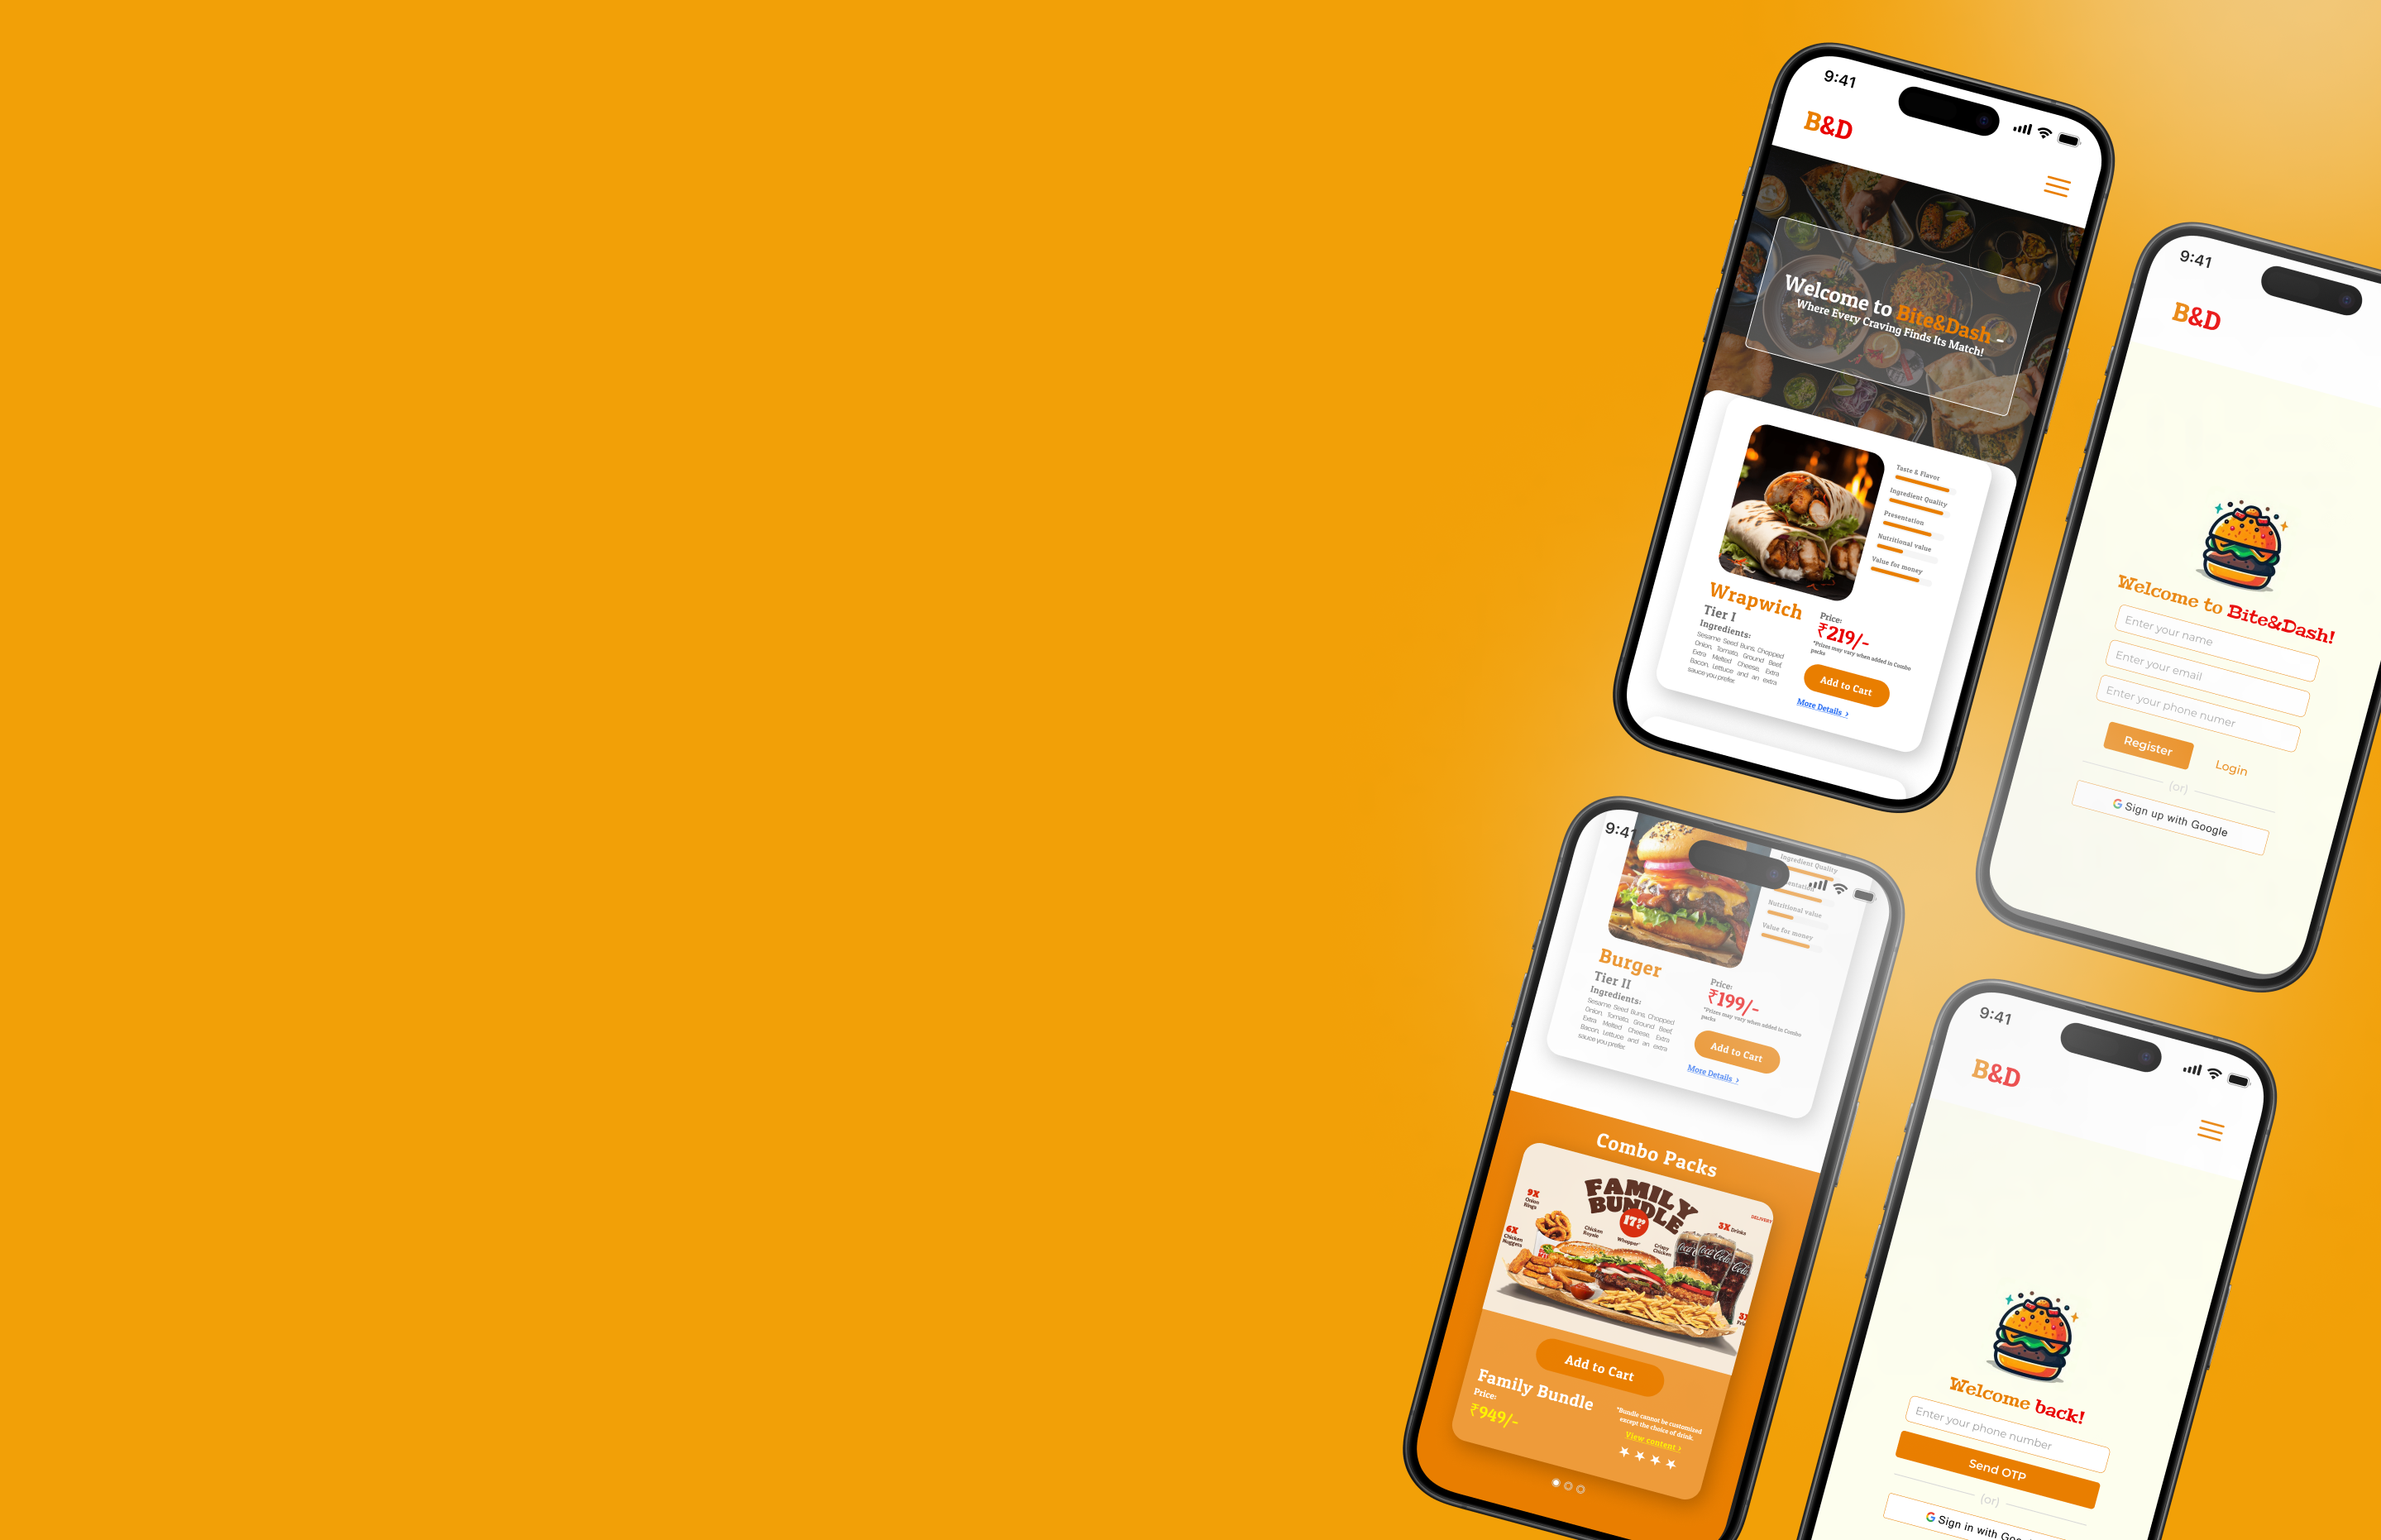 9:41
B&D
Welcome to Bite&Dash -
Where Every Craving Finds Its Match!
Taste & Flavor
Ingredient Quality
Presentation
Nutritional value
Value for money
Wrapwich
Tier I
Ingredients:
Sesame Seed Buns, Chopped
Onion, Tomato, Ground Beef,
Extra Melted Cheese, Extra
Bacon, Lettuce and an extra
sauce you prefer.
Price:
₹219/-
*Prizes may vary when added in Combo
packs
Add to Cart
More Details ›
9:41
B&D
Welcome to Bite&Dash!
Enter your name
Enter your email
Enter your phone numer
Register
Login
(or)
Sign up with Google
9:41
Ingredient Quality
entation
Nutritional value
Value for money
Burger
Tier II
Ingredients:
Sesame Seed Buns, Chopped
Onion, Tomato, Ground Beef,
Extra Melted Cheese, Extra
Bacon, Lettuce and an extra
sauce you prefer.
Price:
₹199/-
*Prizes may vary when added in Combo
packs
Add to Cart
More Details ›
Combo Packs
FAMILY
BUNDLE
9X
Onion
Rings
6X
Chicken
Nuggets
Chicken
Royale
Whopper
Crispy
Chicken
3X Drinks
DELIVERY
Coca-Cola
Add to Cart
Family Bundle
Price:
₹949/-
*Bundle cannot be customized
except the choice of drink
View content ›
9:41
B&D
Welcome back!
Enter your phone number
Send OTP
(or)
Sign in with Goo